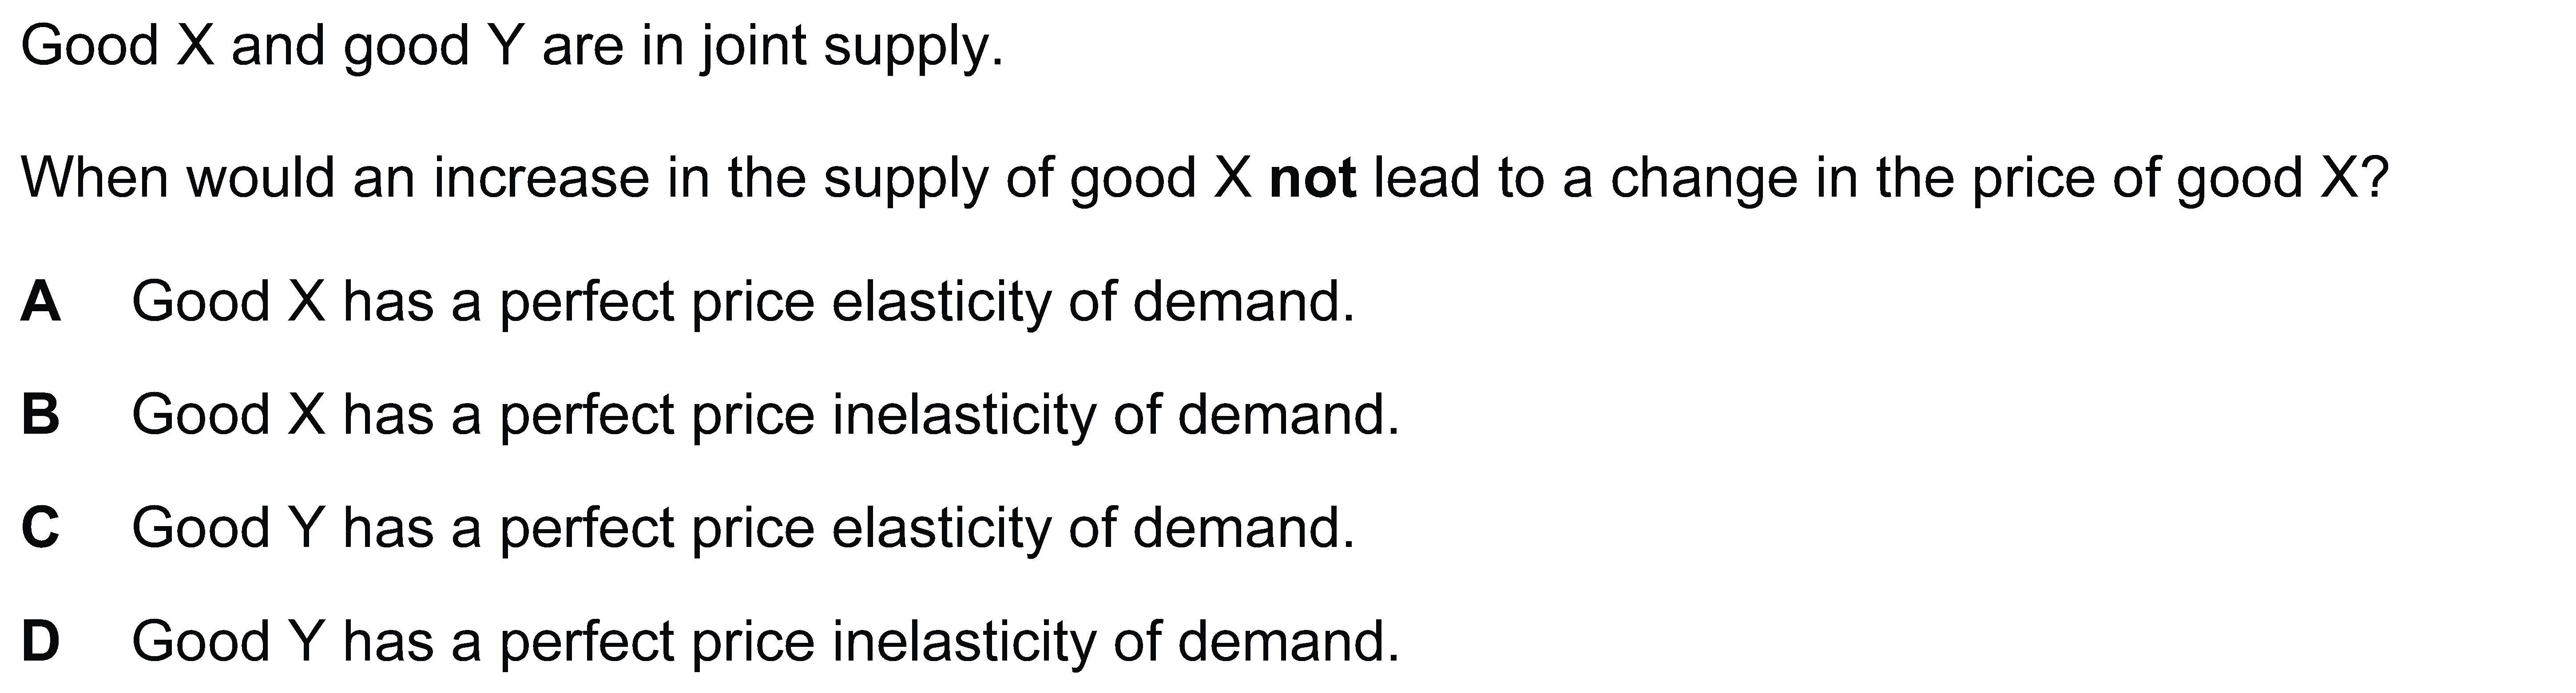 Good X and good Y are in joint supply.
When would an increase in the supply of good X not lead to a change in the price of good X?
A Good X has a perfect price elasticity of demand.
B Good X has a perfect price inelasticity of demand.
C Good Y has a perfect price elasticity of demand.
D Good Y has a perfect price inelasticity of demand.